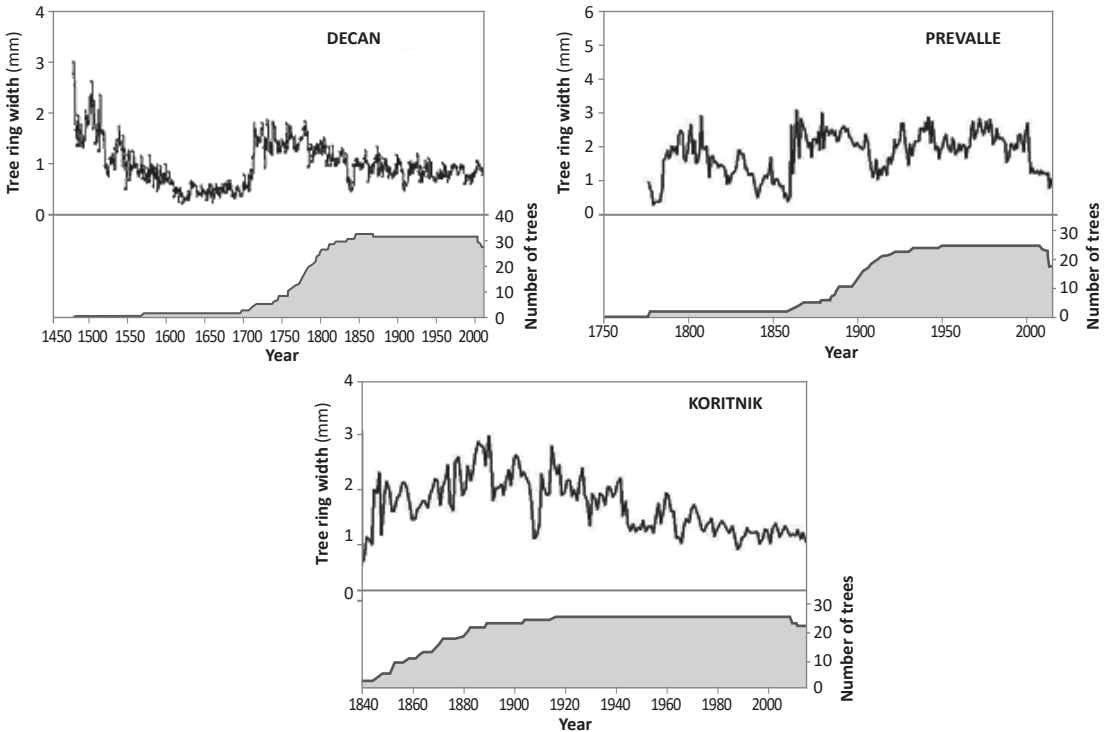 DECAN
Tree ring width (mm)
4
3
2
1
0
40
30
20
10
0
Number of trees
1450 1500 1550 1600 1650 1700 1750 1800 1850 1900 1950 2000
Year
PREVALLE
Tree ring width (mm)
6
5
4
3
2
1
0
30
20
10
0
Number of trees
1750 1800 1850 1900 1950 2000
Year
KORITNIK
Tree ring width (mm)
4
3
2
1
0
30
20
10
0
Number of trees
1840 1860 1880 1900 1920 1940 1960 1980 2000
Year